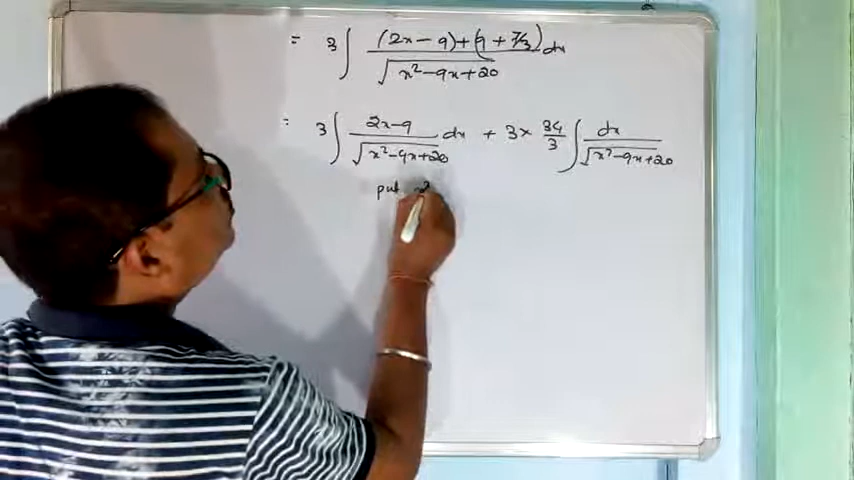 = 3∫ (2x-9)+(9+7/3) / √x²-9x+20 dx
= 3∫ 2x-9 / √x²-9x+20 dx + 3× 34/3 ∫ dx / √x²-9x+20
put x²